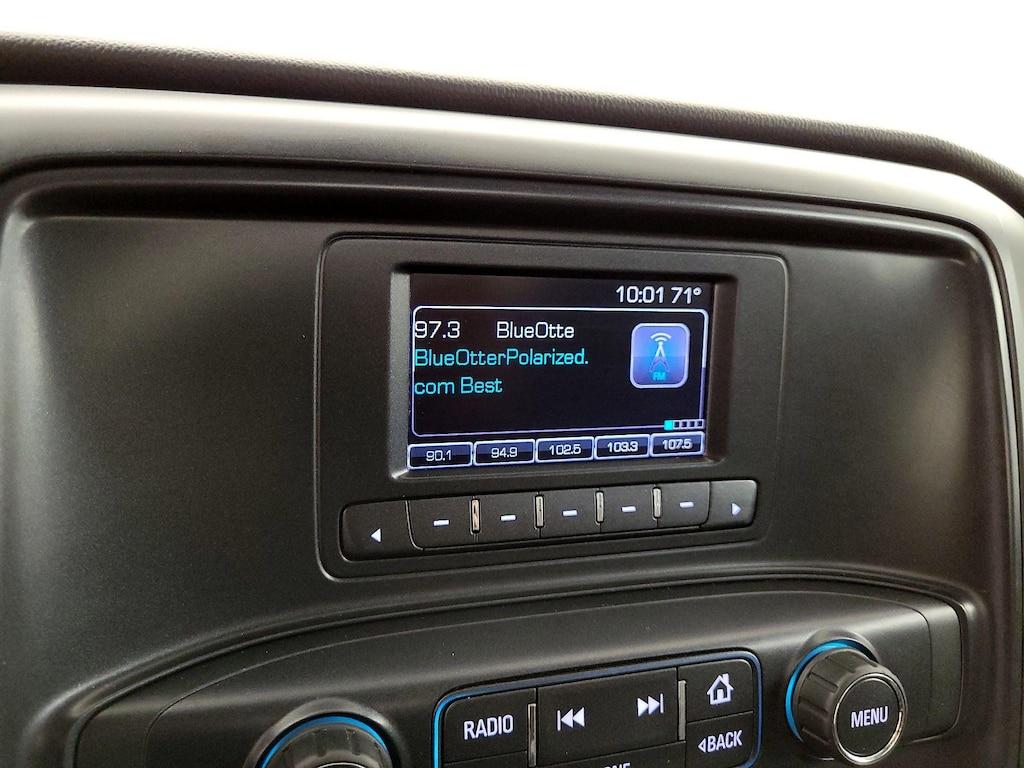 10:01 71°
97.3 BlueOtte
BlueOtterPolarized.
com Best
FM
90.1 94.9 102.5 103.3 107.5
RADIO
MENU
BACK